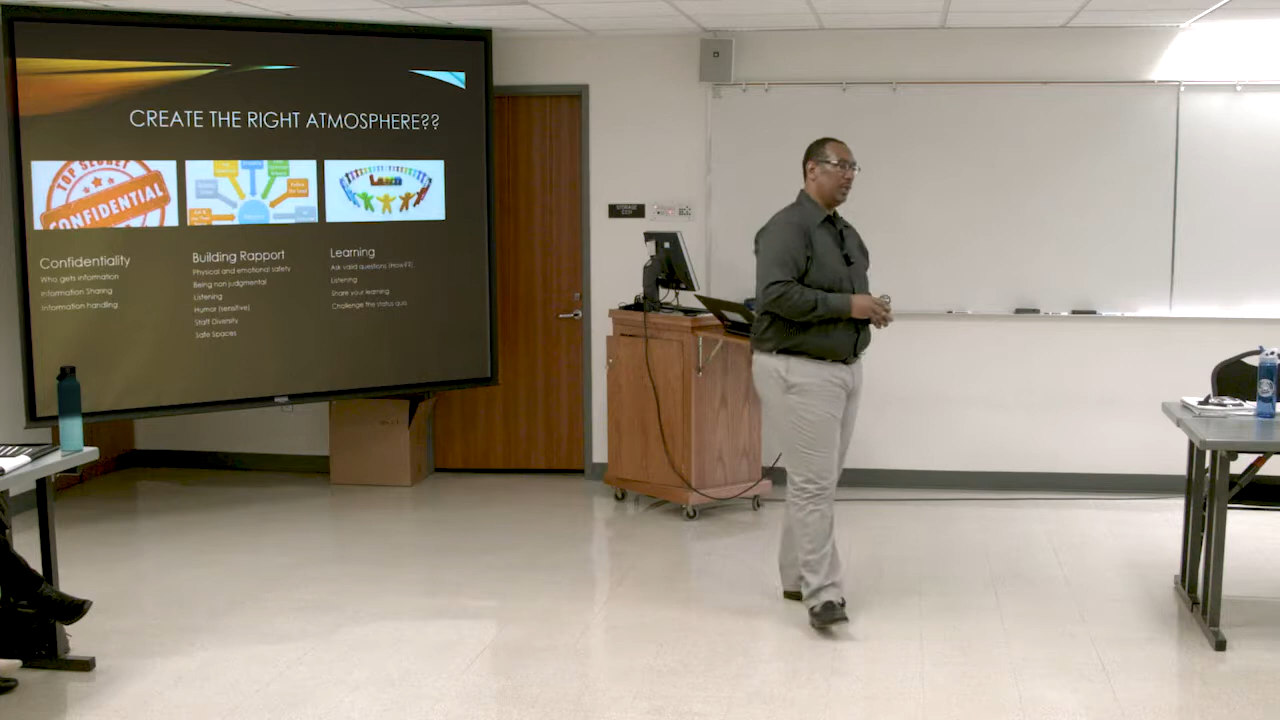 CREATE THE RIGHT ATMOSPHERE??
TOP SECRET
CONFIDENTIAL
Learn
Confidentiality
Who gets information
Information Sharing
Information handling
Building Rapport
Physical and emotional safety
Being non judgmental
Listening
Humor (sensitive)
Staff Diversity
Safe Spaces
Learning
Ask valid questions (How??)
Listening
Share your learning
Challenge the status quo
STORAGE